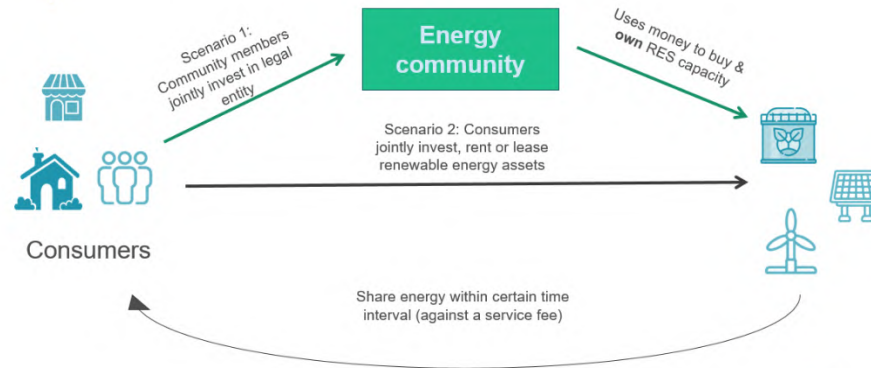 Scenario 1:
Community members
jointly invest in legal
entity
Energy
community
Uses money to buy &
own RES capacity
Scenario 2: Consumers
jointly invest, rent or lease
renewable energy assets
Consumers
Share energy within certain time
interval (against a service fee)